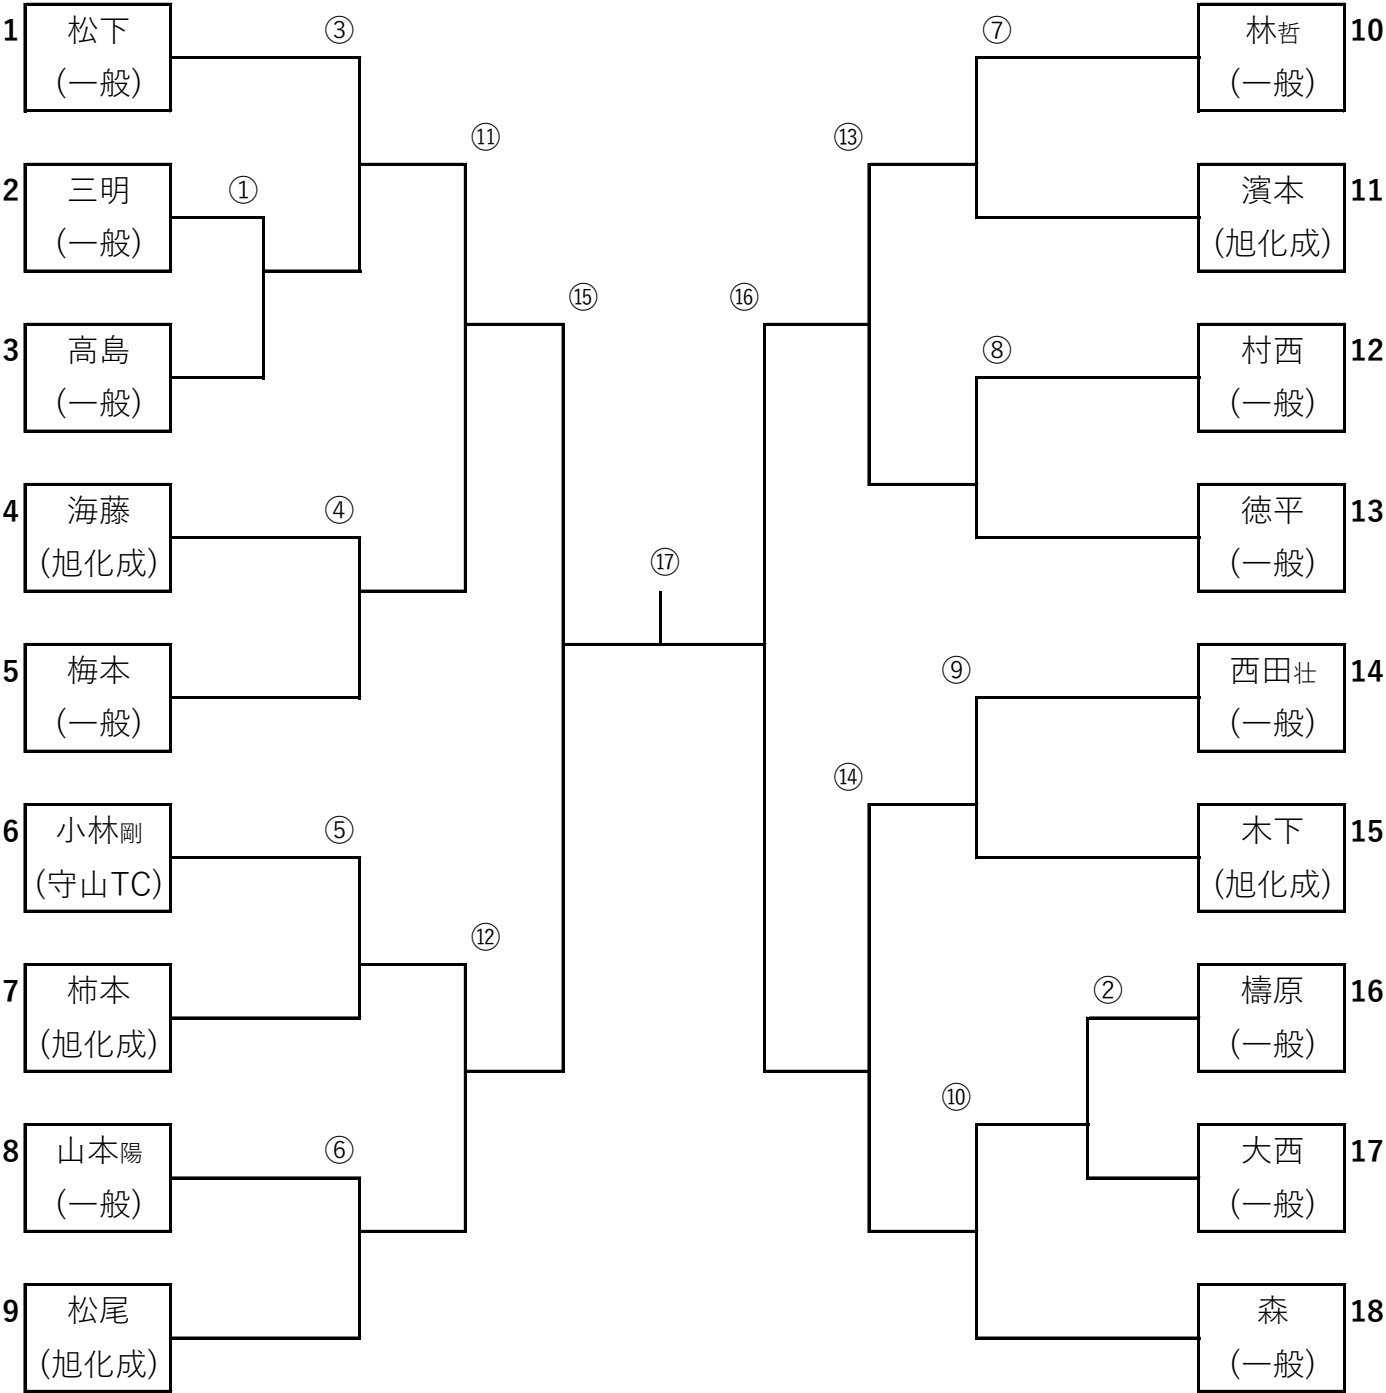 1 松下 ③ ⑦ 林哲 10
(一般) (一般)
⑪ ⑬
2 三明 ① 濱本 11
(一般) (旭化成)
⑮ ⑯
3 高島 ⑧ 村西 12
(一般) (一般)
4 海藤 ④ 徳平 13
(旭化成) ⑰ (一般)
5 梅本 ⑨ 西田壮 14
(一般) (一般)
⑭
6 小林剛 ⑤ 木下 15
(守山TC) (旭化成)
⑫
7 柿本 ② 檮原 16
(旭化成) (一般)
⑩
8 山本陽 ⑥ 大西 17
(一般) (一般)
9 松尾 森 18
(旭化成) (一般)